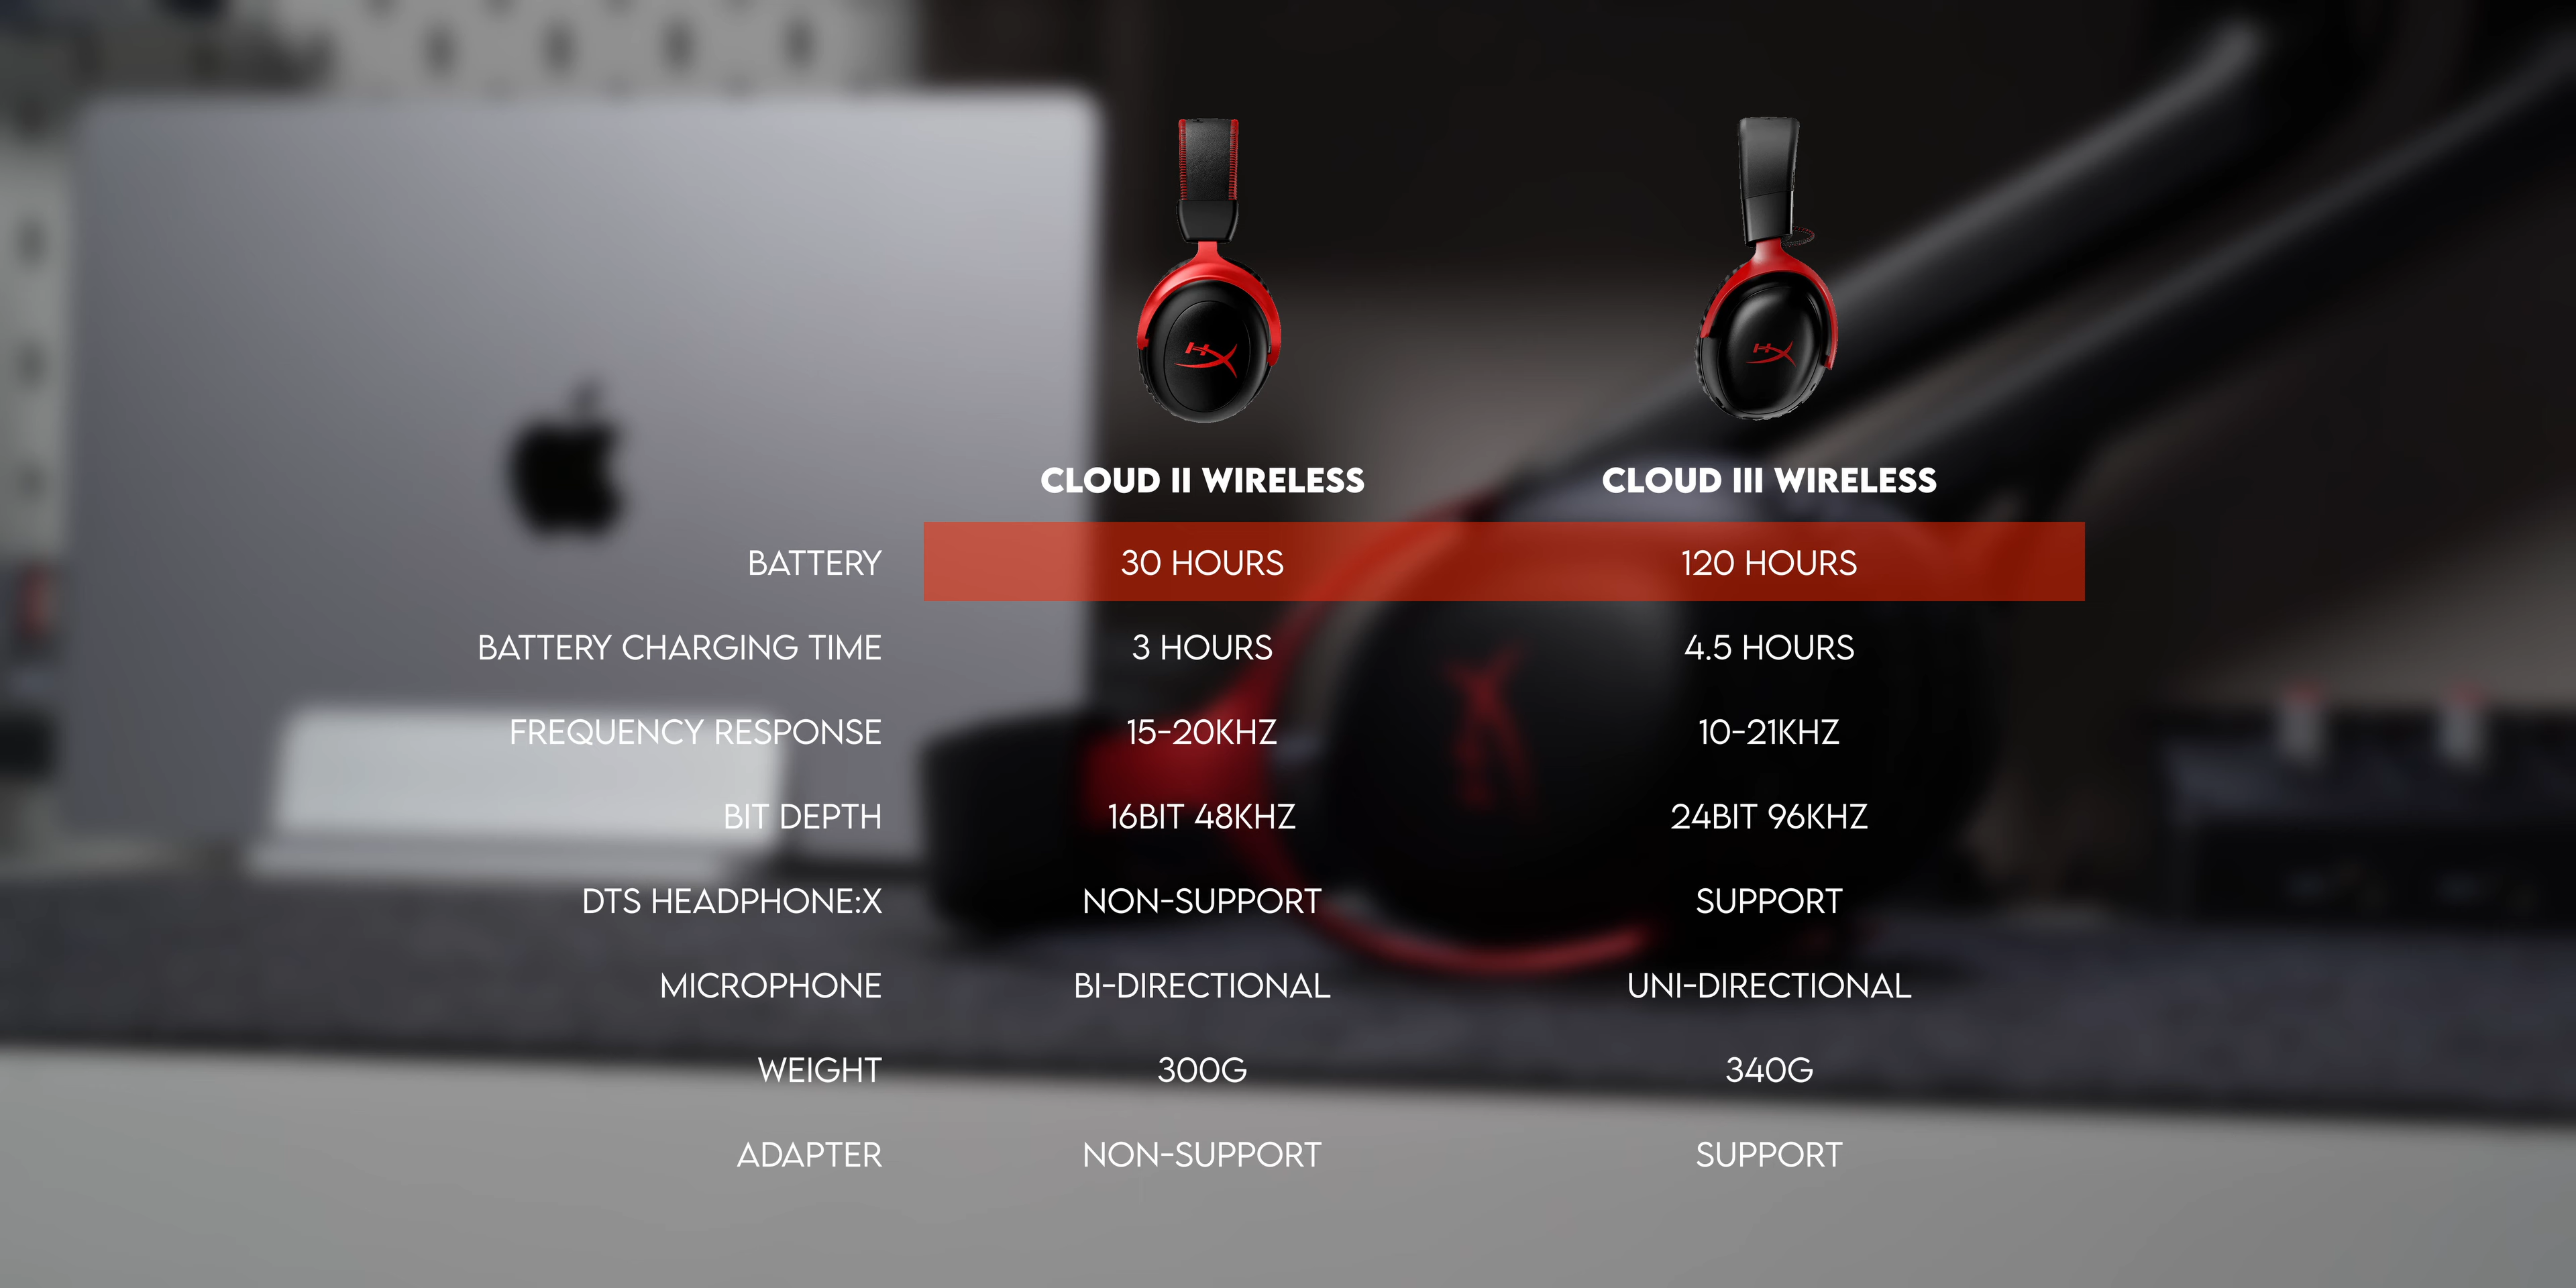 HX
HX
CLOUD II WIRELESS CLOUD III WIRELESS
BATTERY 30 HOURS 120 HOURS
BATTERY CHARGING TIME 3 HOURS 4.5 HOURS
FREQUENCY RESPONSE 15-20KHZ 10-21KHZ
BIT DEPTH 16BIT 48KHZ 24BIT 96KHZ
DTS HEADPHONE:X NON-SUPPORT SUPPORT
MICROPHONE BI-DIRECTIONAL UNI-DIRECTIONAL
WEIGHT 300G 340G
ADAPTER NON-SUPPORT SUPPORT